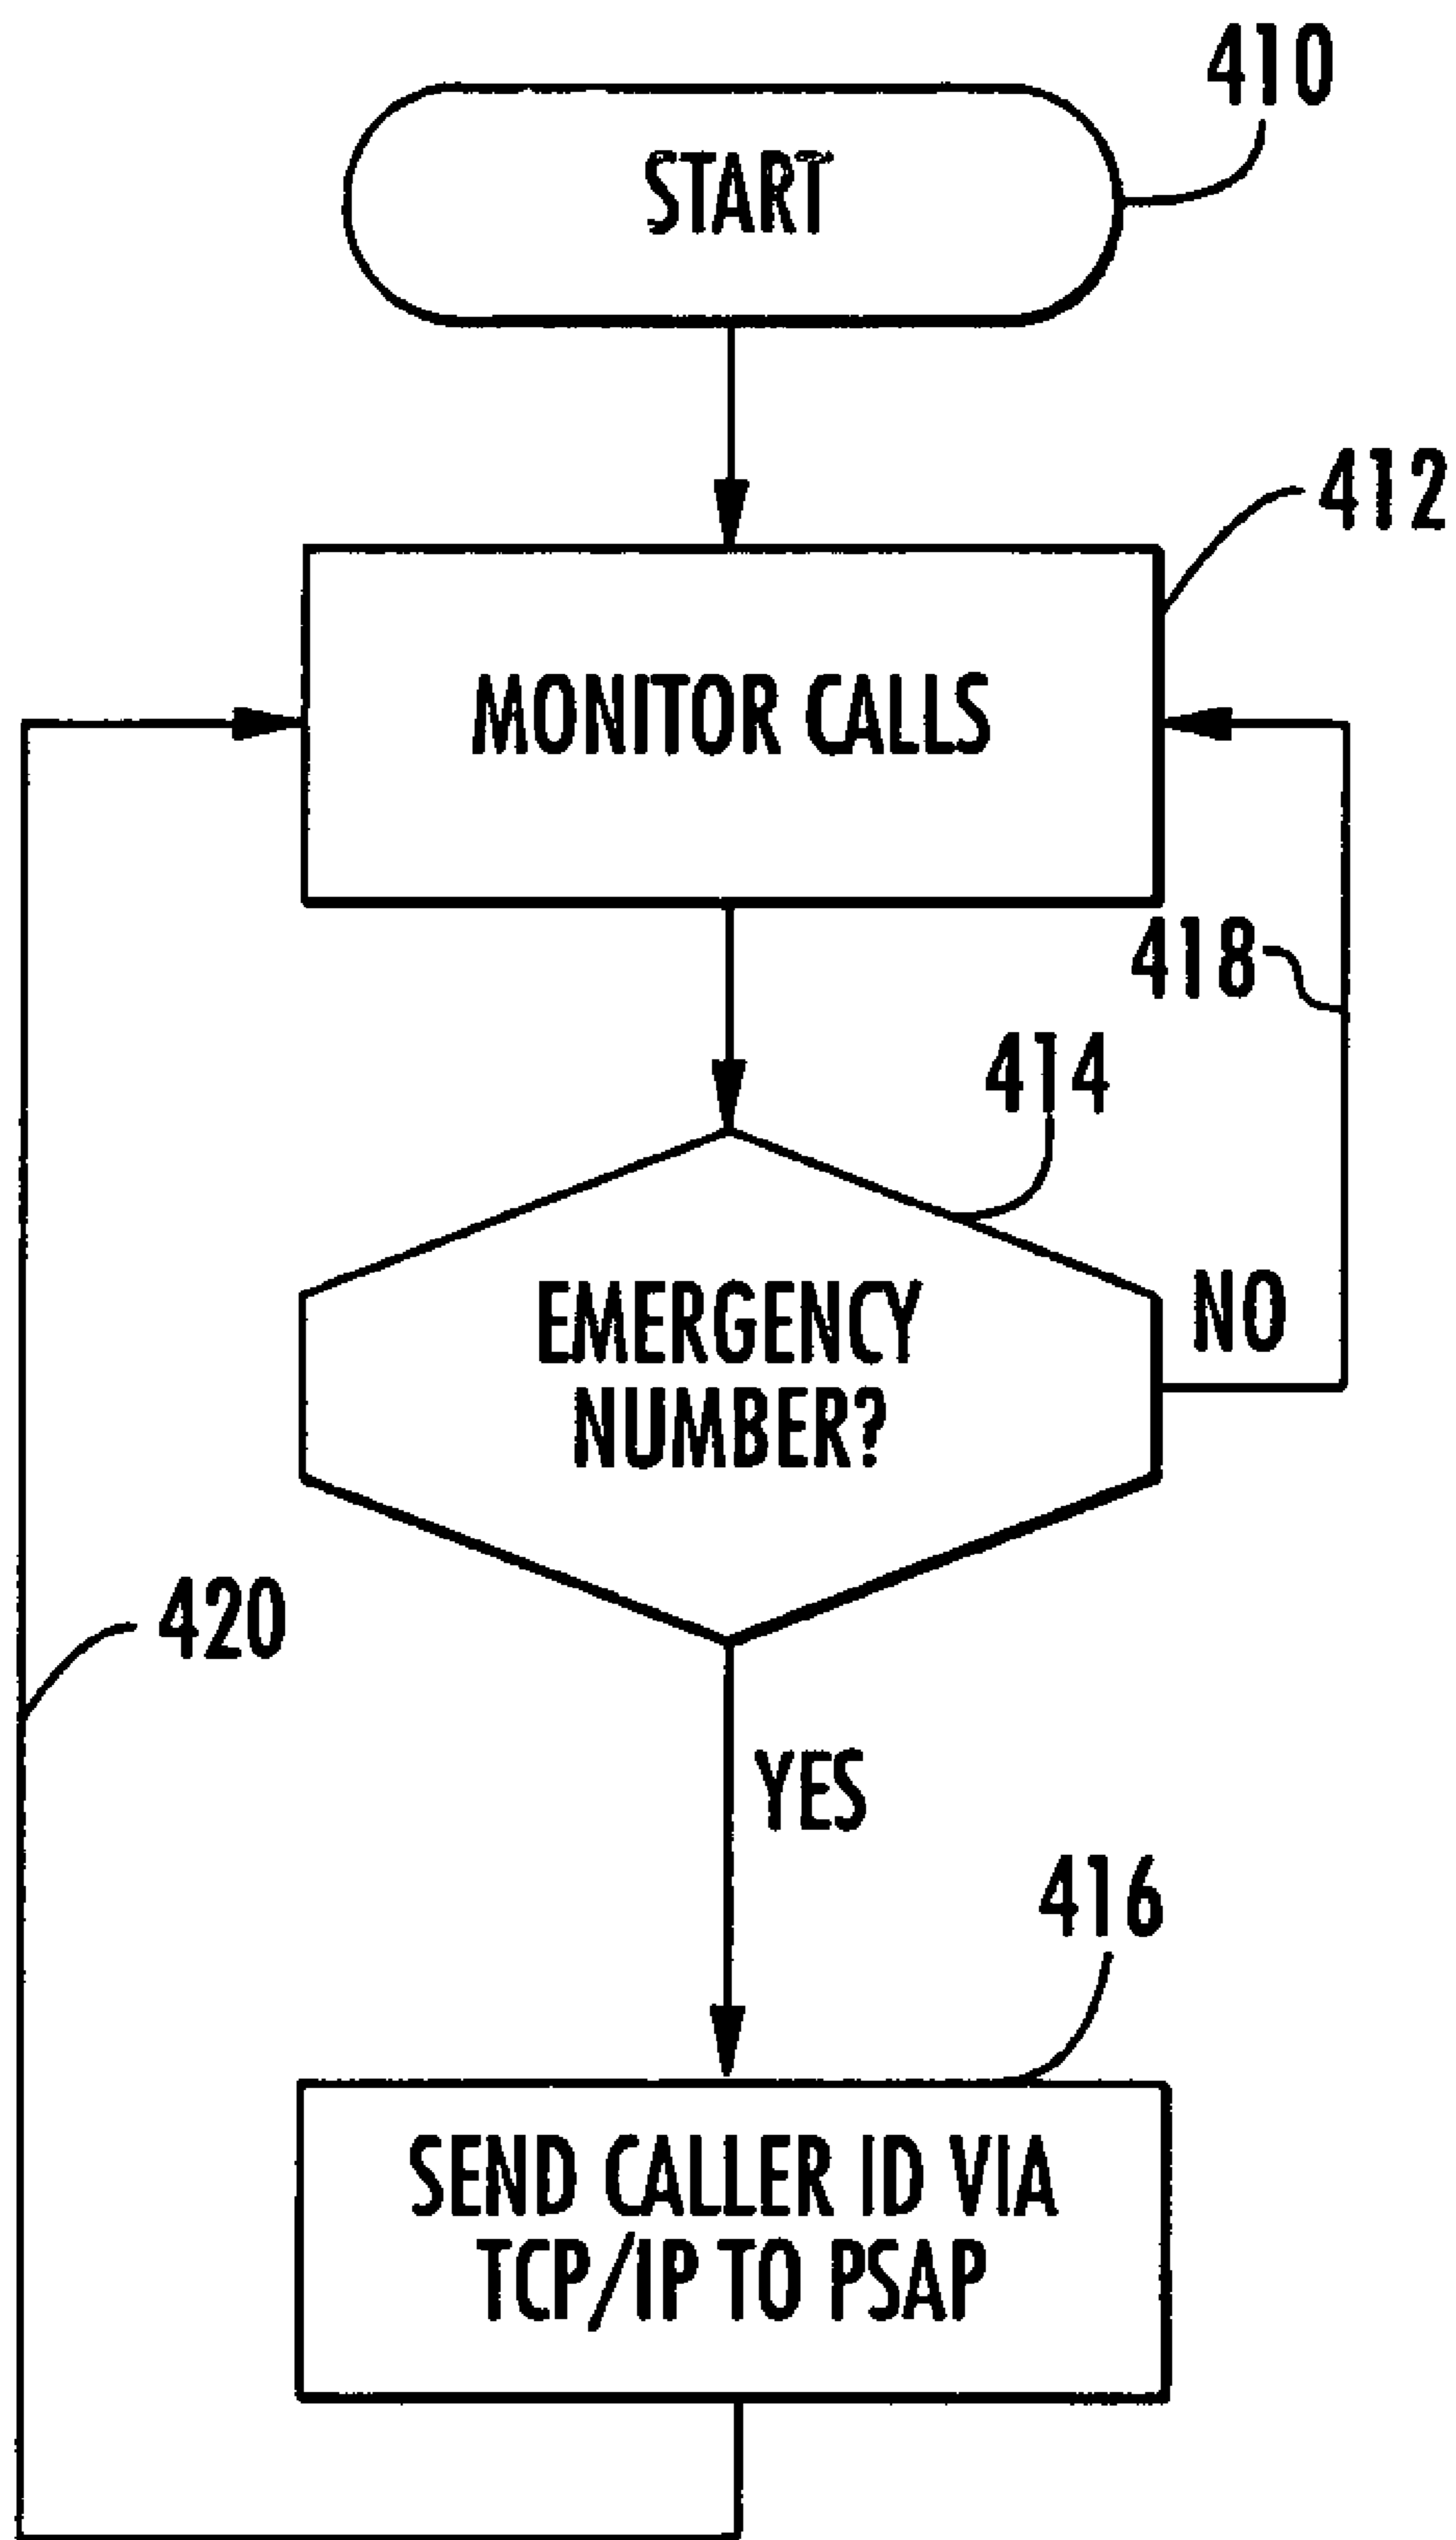 410
START
412
MONITOR CALLS
418
414
EMERGENCY
NUMBER?
NO
420
YES
416
SEND CALLER ID VIA
TCP/IP TO PSAP